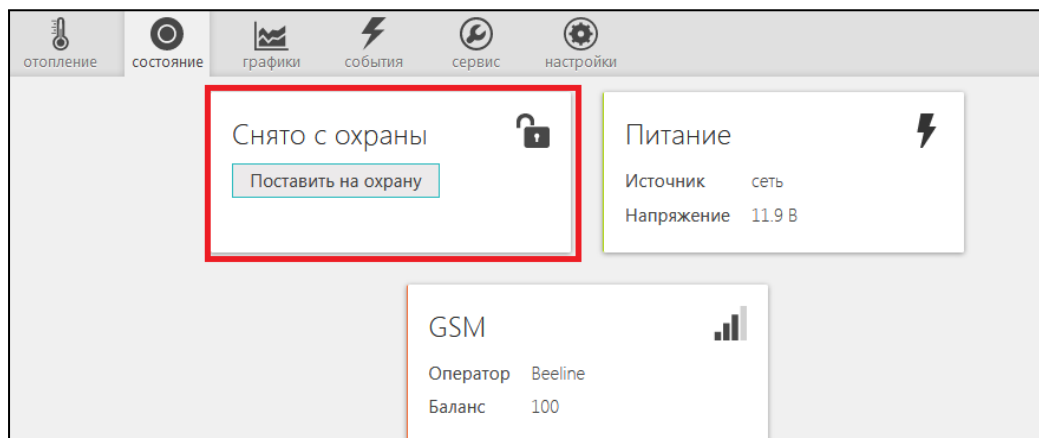 отопление состояние графики события сервис настройки
Снято с охраны
Поставить на охрану
Питание
Источник сеть
Напряжение 11.9 В
GSM
Оператор Beeline
Баланс 100